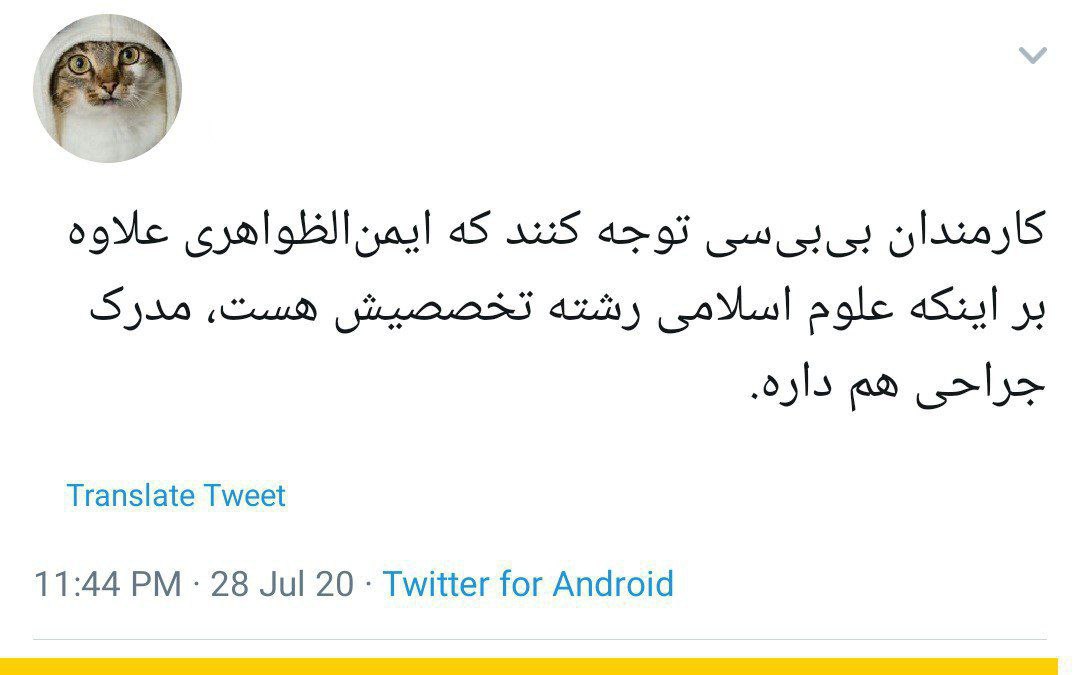 کارمندان بی‌بی‌سی توجه کنند که ایمن‌الظواهری علاوه
بر اینکه علوم اسلامی رشته تخصصیش هست، مدرک
جراحی هم داره.
Translate Tweet
11:44 PM · 28 Jul 20 · Twitter for Android